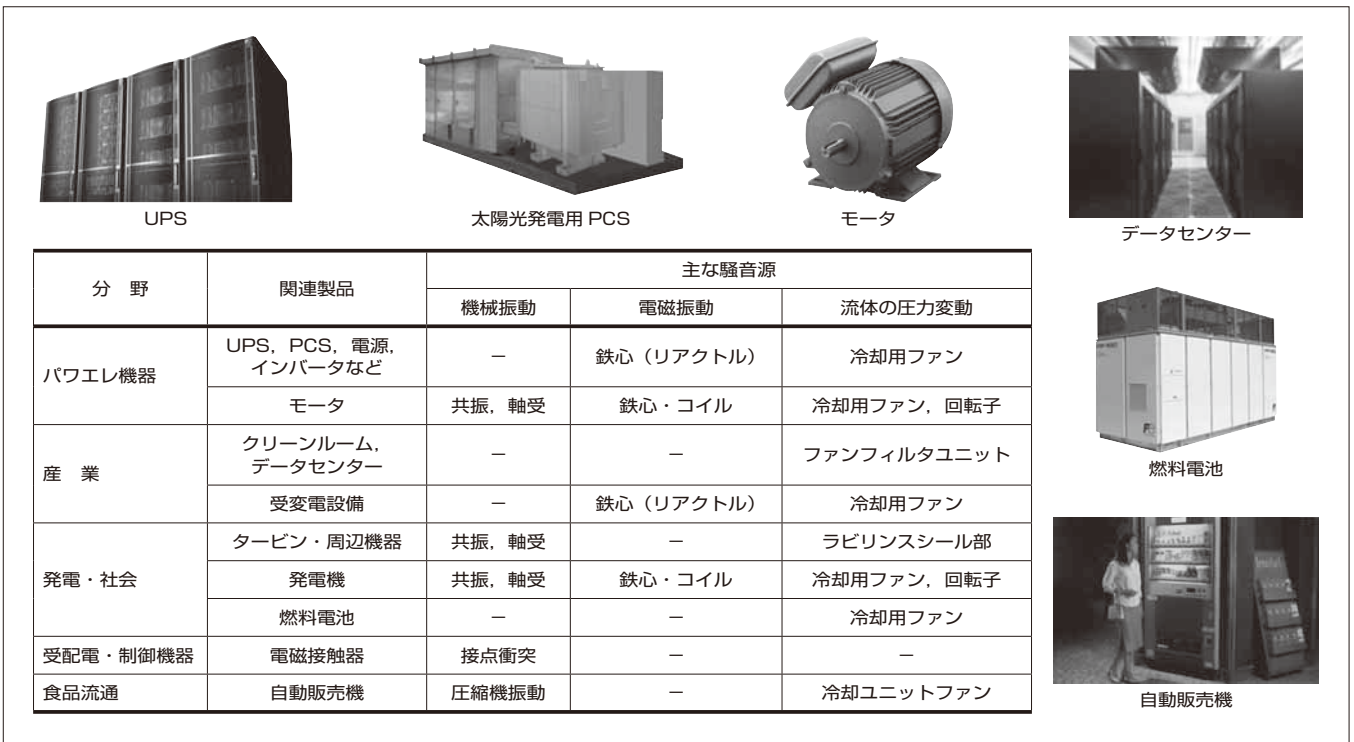 UPS
太陽光発電用 PCS
モータ
データセンター
分　野
関連製品
主な騒音源
機械振動
電磁振動
流体の圧力変動
パワエレ機器
UPS，PCS，電源，
インバータなど
－
鉄心（リアクトル）
冷却用ファン
モータ
共振，軸受
鉄心・コイル
冷却用ファン，回転子
産　業
クリーンルーム，
データセンター
－
－
ファンフィルタユニット
受変電設備
－
鉄心（リアクトル）
冷却用ファン
発電・社会
タービン・周辺機器
共振，軸受
－
ラビリンスシール部
発電機
共振，軸受
鉄心・コイル
冷却用ファン，回転子
燃料電池
－
－
冷却用ファン
受配電・制御機器
電磁接触器
接点衝突
－
－
食品流通
自動販売機
圧縮機振動
－
冷却ユニットファン
燃料電池
自動販売機